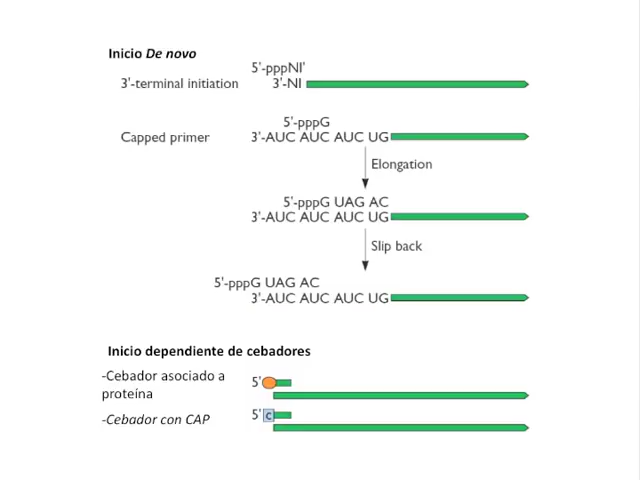 Inicio De novo
5'-pppNI'
3'-terminal initiation 3'-NI
5'-pppG
Capped primer 3'-AUC AUC AUC UG
Elongation
5'-pppG UAG AC
3'-AUC AUC AUC UG
Slip back
5'-pppG UAG AC
3'-AUC AUC AUC UG
Inicio dependiente de cebadores
-Cebador asociado a
proteína
5'
-Cebador con CAP 5' c